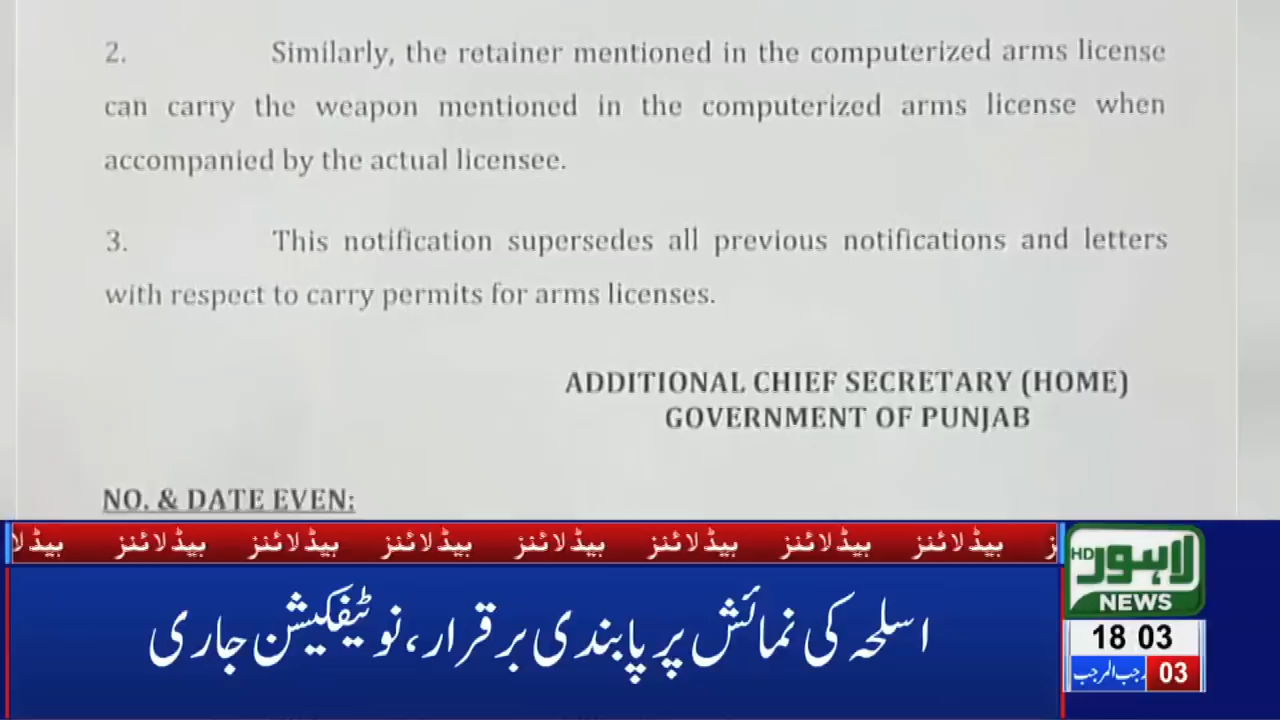 2. Similarly, the retainer mentioned in the computerized arms license
can carry the weapon mentioned in the computerized arms license when
accompanied by the actual licensee.
3. This notification supersedes all previous notifications and letters
with respect to carry permits for arms licenses.
ADDITIONAL CHIEF SECRETARY (HOME)
GOVERNMENT OF PUNJAB
NO. & DATE EVEN:
ہیڈلائنز ہیڈلائنز ہیڈلائنز ہیڈلائنز ہیڈلائنز ہیڈلائنز ہیڈلائنز
اسلحہ کی نمائش پر پابندی برقرار، نوٹیفکیشن جاری
لاہور HD
NEWS
18 03
رجب المرجب 03